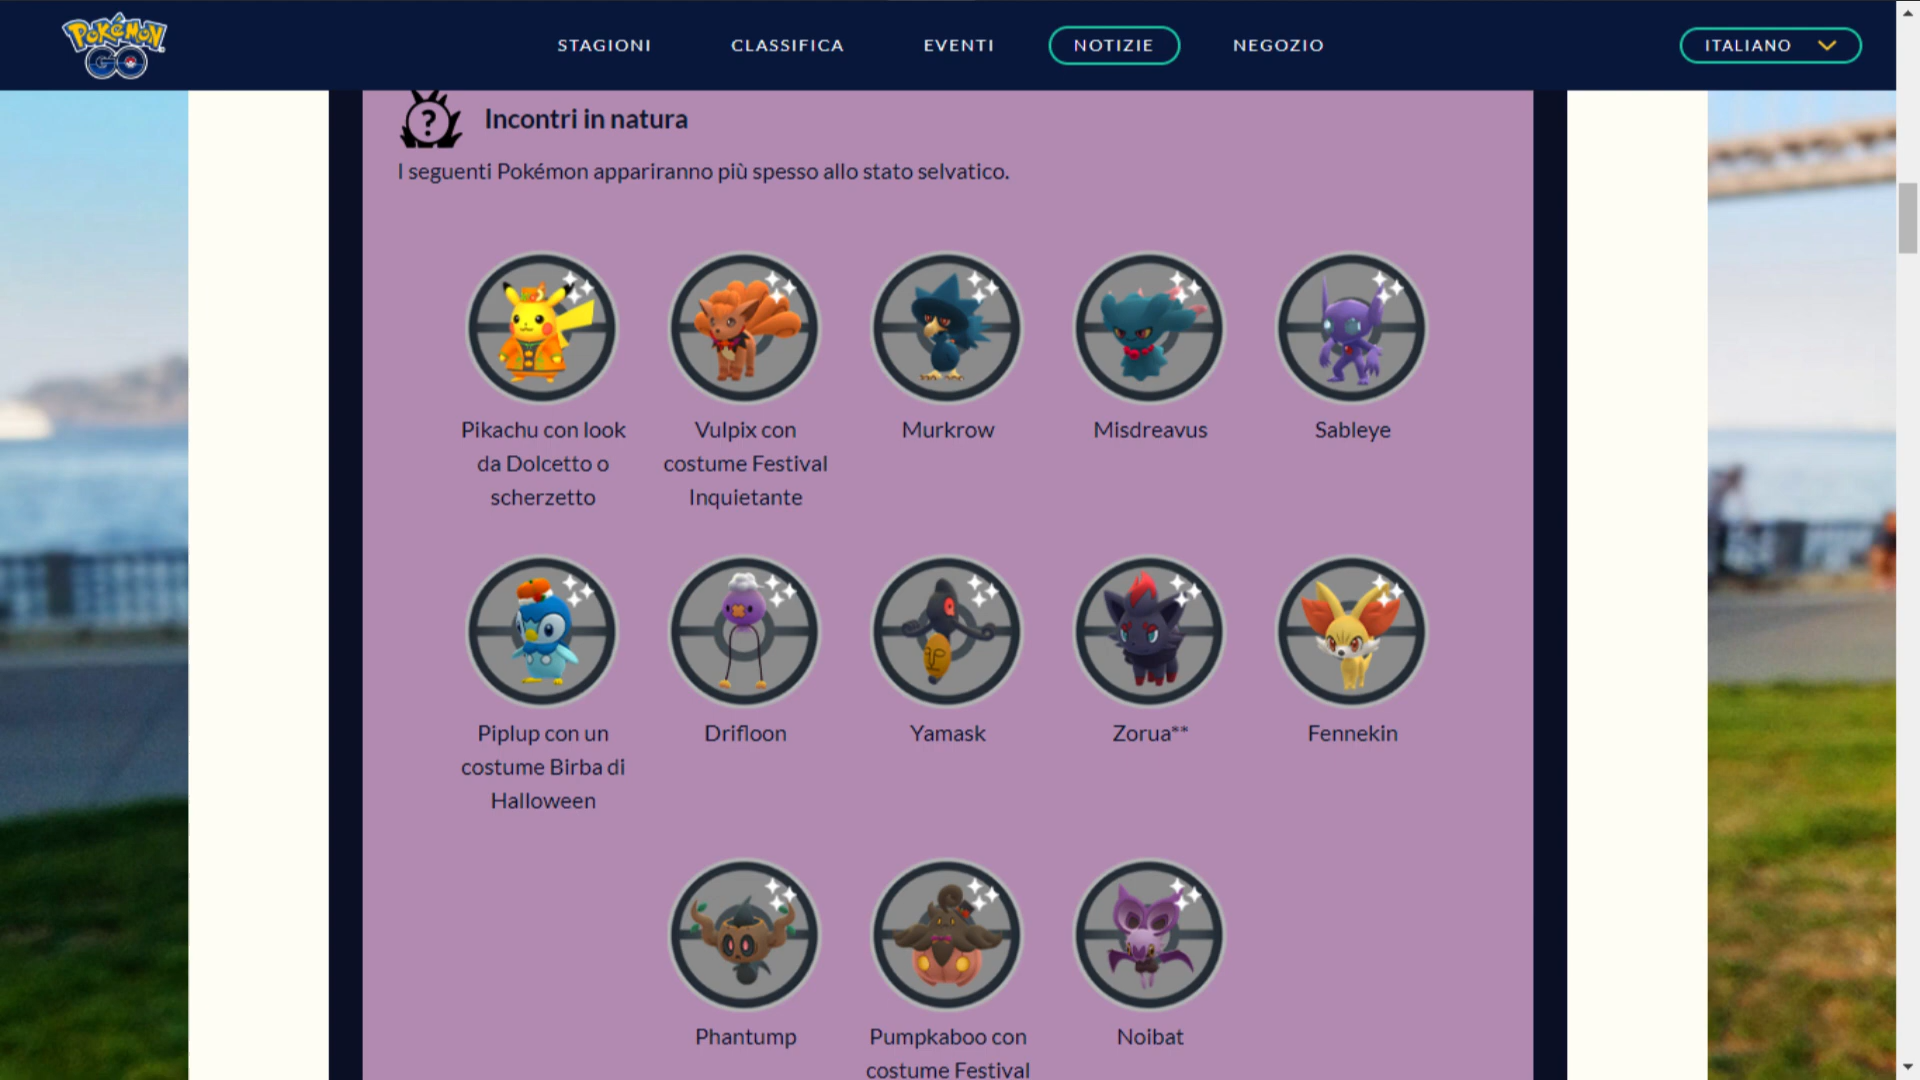 Pokémon GO
STAGIONI
CLASSIFICA
EVENTI
NOTIZIE
NEGOZIO
ITALIANO
?
Incontri in natura
I seguenti Pokémon appariranno più spesso allo stato selvatico.
Pikachu con look
da Dolcetto o
scherzetto
Vulpix con
costume Festival
Inquietante
Murkrow
Misdreavus
Sableye
Piplup con un
costume Birba di
Halloween
Drifloon
Yamask
Zorua**
Fennekin
Phantump
Pumpkaboo con
costume Festival
Noibat